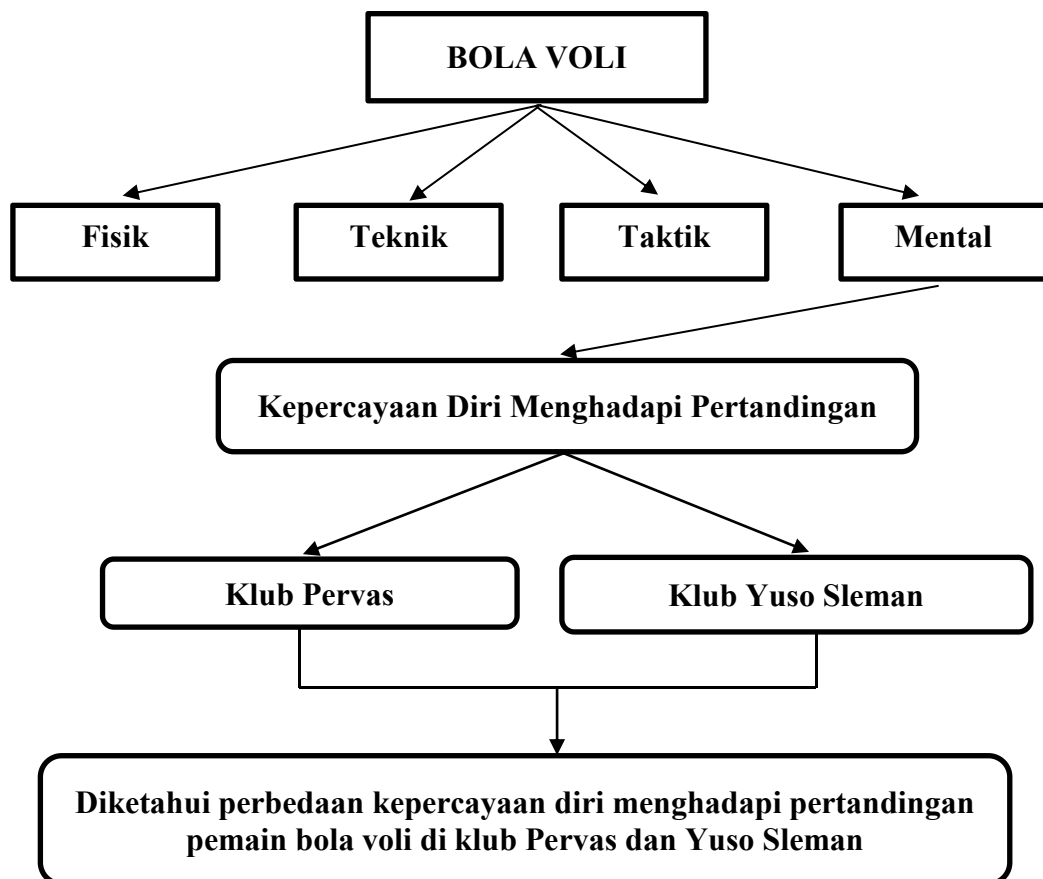 BOLA VOLI
Fisik
Teknik
Taktik
Mental
Kepercayaan Diri Menghadapi Pertandingan
Klub Pervas
Klub Yuso Sleman
Diketahui perbedaan kepercayaan diri menghadapi pertandingan
pemain bola voli di klub Pervas dan Yuso Sleman